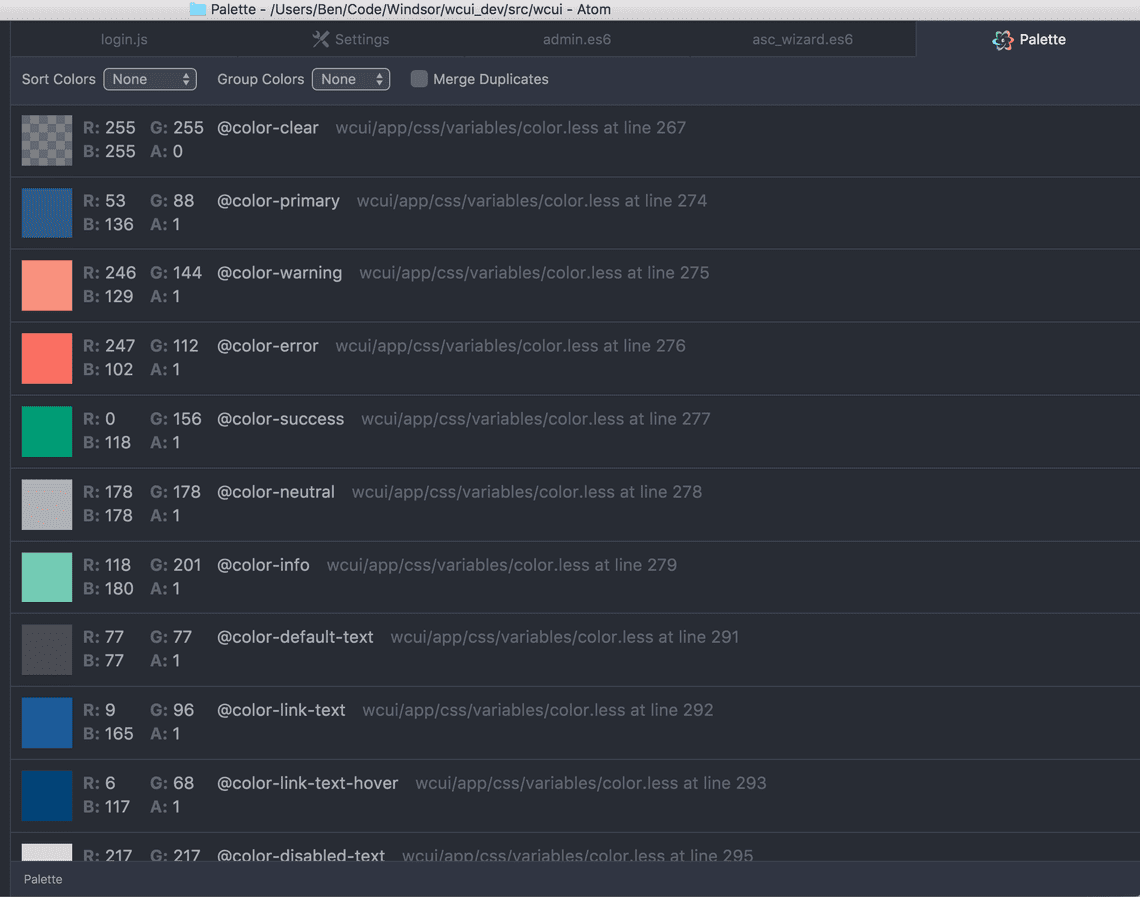 Palette - /Users/Ben/Code/Windsor/wcui_dev/src/wcui - Atom
login.js Settings admin.es6 asc_wizard.es6 Palette
Sort Colors None Group Colors None Merge Duplicates
R: 255 G: 255 @color-clear wcui/app/css/variables/color.less at line 267
B: 255 A: 0
R: 53 G: 88 @color-primary wcui/app/css/variables/color.less at line 274
B: 136 A: 1
R: 246 G: 144 @color-warning wcui/app/css/variables/color.less at line 275
B: 129 A: 1
R: 247 G: 112 @color-error wcui/app/css/variables/color.less at line 276
B: 102 A: 1
R: 0 G: 156 @color-success wcui/app/css/variables/color.less at line 277
B: 118 A: 1
R: 178 G: 178 @color-neutral wcui/app/css/variables/color.less at line 278
B: 178 A: 1
R: 118 G: 201 @color-info wcui/app/css/variables/color.less at line 279
B: 180 A: 1
R: 77 G: 77 @color-default-text wcui/app/css/variables/color.less at line 291
B: 77 A: 1
R: 9 G: 96 @color-link-text wcui/app/css/variables/color.less at line 292
B: 165 A: 1
R: 6 G: 68 @color-link-text-hover wcui/app/css/variables/color.less at line 293
B: 117 A: 1
R: 217 G: 217 @color-disabled-text wcui/app/css/variables/color.less at line 295
Palette